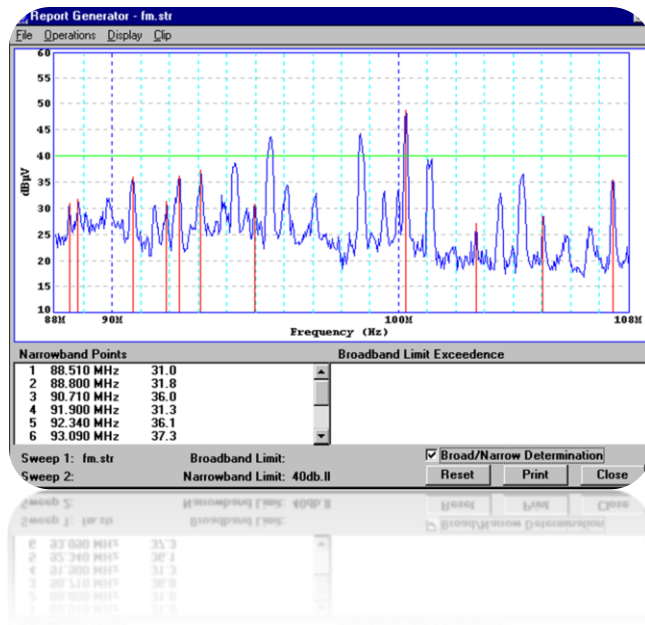 Report Generator - fm.str
File Operations Display Clip
60
55
50
45
40
35
30
25
20
15
10
dBµV
88M 90M 100M 108M
Frequency (Hz)
Narrowband Points Broadband Limit Exceedence
1 88.510 MHz 31.0
2 88.800 MHz 31.8
3 90.710 MHz 36.0
4 91.900 MHz 31.3
5 92.340 MHz 36.1
6 93.090 MHz 37.3
Sweep 1: fm.str Broadband Limit: Broad/Narrow Determination
Sweep 2: Narrowband Limit: 40db.ll Reset Print Close